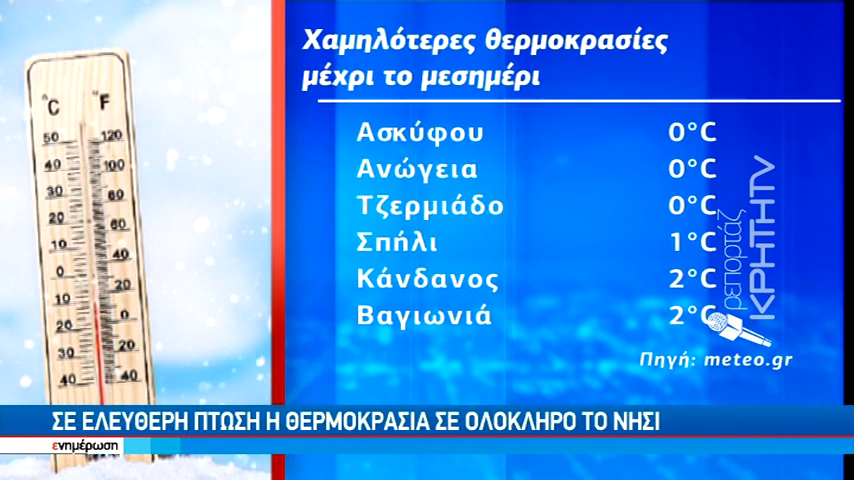 Χαμηλότερες θερμοκρασίες
μέχρι το μεσημέρι
Ασκύφου 0°C
Ανώγεια 0°C
Τζερμιάδο 0°C
Σπήλι 1°C
Κάνδανος 2°C
Βαγιωνιά 2°C
Πηγή: meteo.gr
ρεπορτάζ
ΚΡΗΤΗTV
°C °F
50 120
40 100
30 80
20 60
10 40
0 20
10 0
20 20
30 40
40
ΣΕ ΕΛΕΥΘΕΡΗ ΠΤΩΣΗ Η ΘΕΡΜΟΚΡΑΣΙΑ ΣΕ ΟΛΟΚΛΗΡΟ ΤΟ ΝΗΣΙ
ενημέρωση